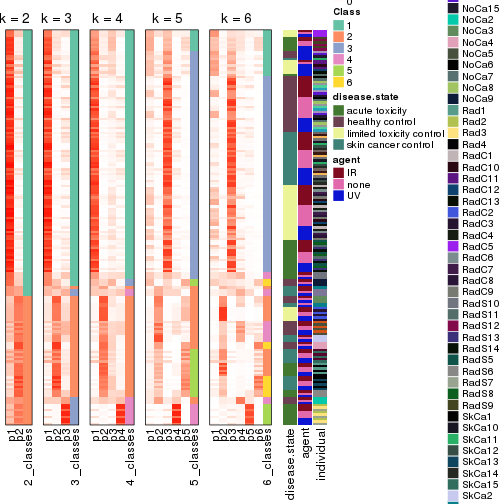 k = 2
k = 3
k = 4
k = 5
k = 6
p1
p2
2_classes
p1
p2
p3
3_classes
p1
p2
p3
p4
4_classes
p1
p2
p3
p4
p5
5_classes
p1
p2
p3
p4
p5
p6
6_classes
disease.state
agent
individual
0
Class
1
2
3
4
5
6
disease.state
acute toxicity
healthy control
limited toxicity control
skin cancer control
agent
IR
none
UV
NoCa15
NoCa2
NoCa3
NoCa4
NoCa5
NoCa7
NoCa8
NoCa9
Rad1
Rad2
Rad3
Rad4
RadC1
RadC10
RadC11
RadC12
RadC13
RadC2
RadC3
RadC4
RadC5
RadC6
RadC7
RadC8
RadC9
RadS10
RadS11
RadS12
RadS13
RadS14
RadS5
RadS6
RadS7
RadS8
RadS9
SkCa1
SkCa10
SkCa11
SkCa12
SkCa13
SkCa14
SkCa15
SkCa2